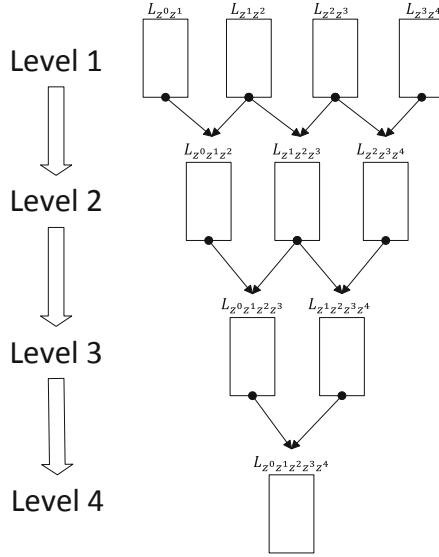 L_{z^0z^1} L_{z^1z^2} L_{z^2z^3} L_{z^3z^4}
Level 1
L_{z^0z^1z^2} L_{z^1z^2z^3} L_{z^2z^3z^4}
Level 2
L_{z^0z^1z^2z^3} L_{z^1z^2z^3z^4}
Level 3
L_{z^0z^1z^2z^3z^4}
Level 4